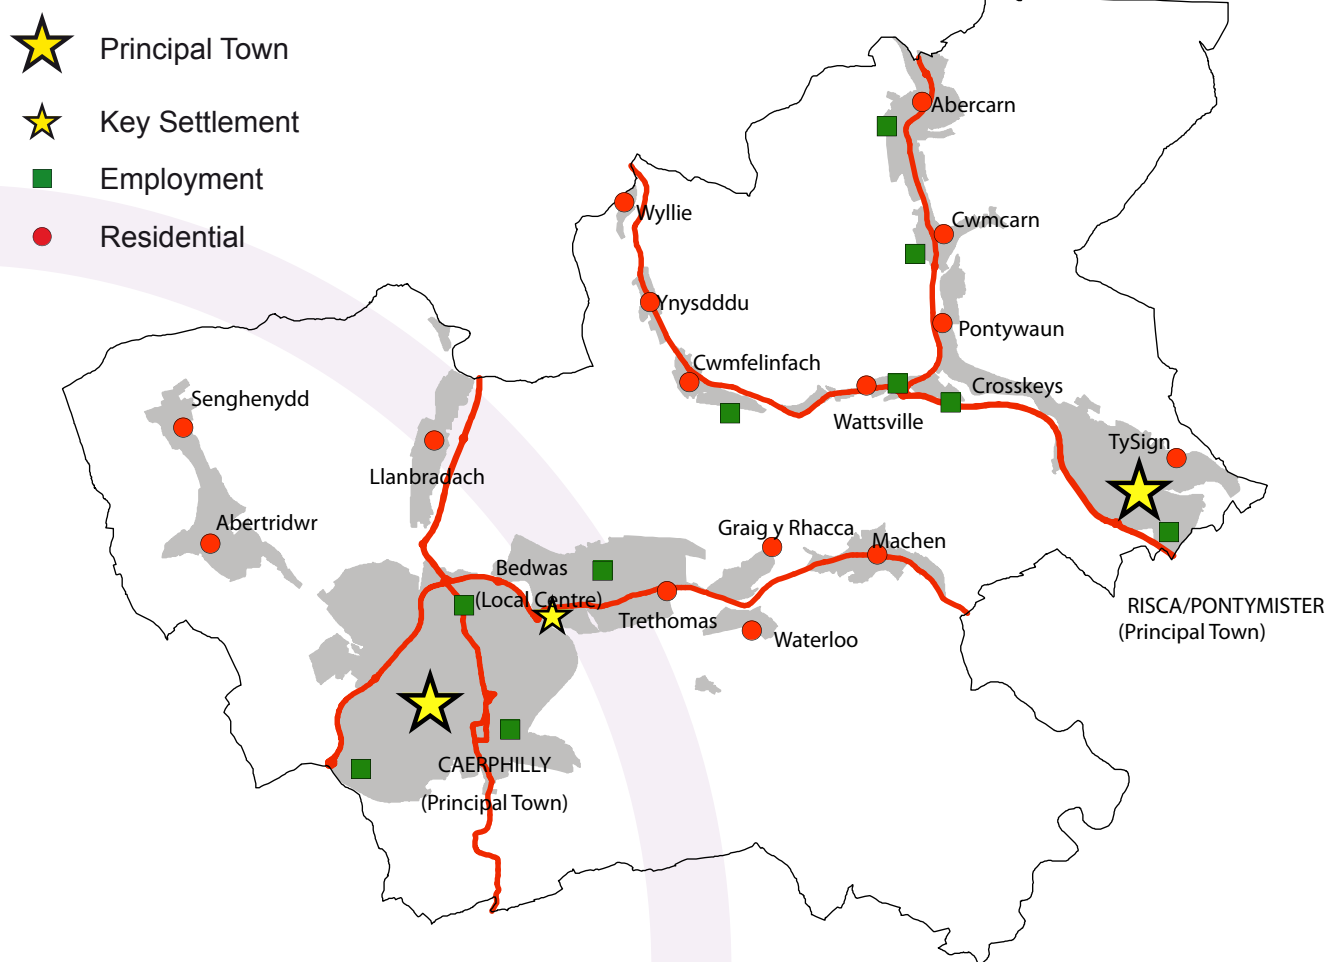 Principal Town
Key Settlement
Employment
Residential
Abercarn
Wyllie
Cwmcarn
Ynysdddu
Pontywaun
Cwmfelinfach
Crosskeys
Senghenydd
Wattsville
TySign
Llanbradach
Abertridwr
Graig y Rhacca
Machen
Bedwas
(Local Centre)
Trethomas
Waterloo
RISCA/PONTYMISTER
(Principal Town)
CAERPHILLY
(Principal Town)